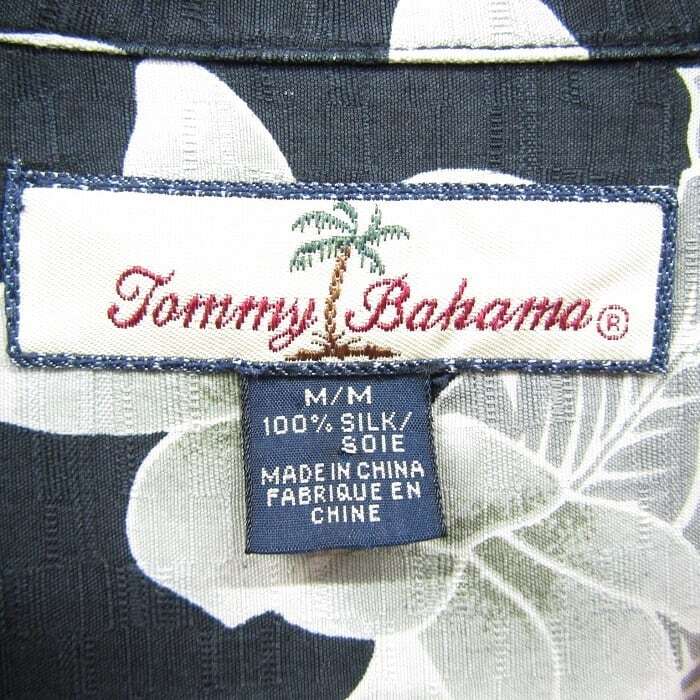 Tommy Bahama®
M/M
100% SILK/
SOIE
MADE IN CHINA
FABRIQUE EN
CHINE